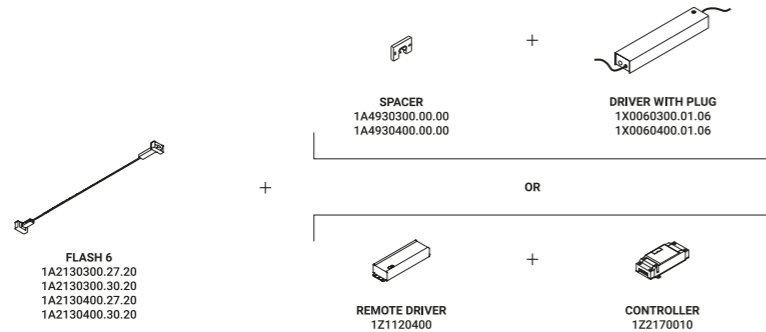 +
SPACER
1A4930300.00.00
1A4930400.00.00
DRIVER WITH PLUG
1X0060300.01.06
1X0060400.01.06
+
OR
FLASH 6
1A2130300.27.20
1A2130300.30.20
1A2130400.27.20
1A2130400.30.20
+
REMOTE DRIVER
1Z1120400
CONTROLLER
1Z2170010